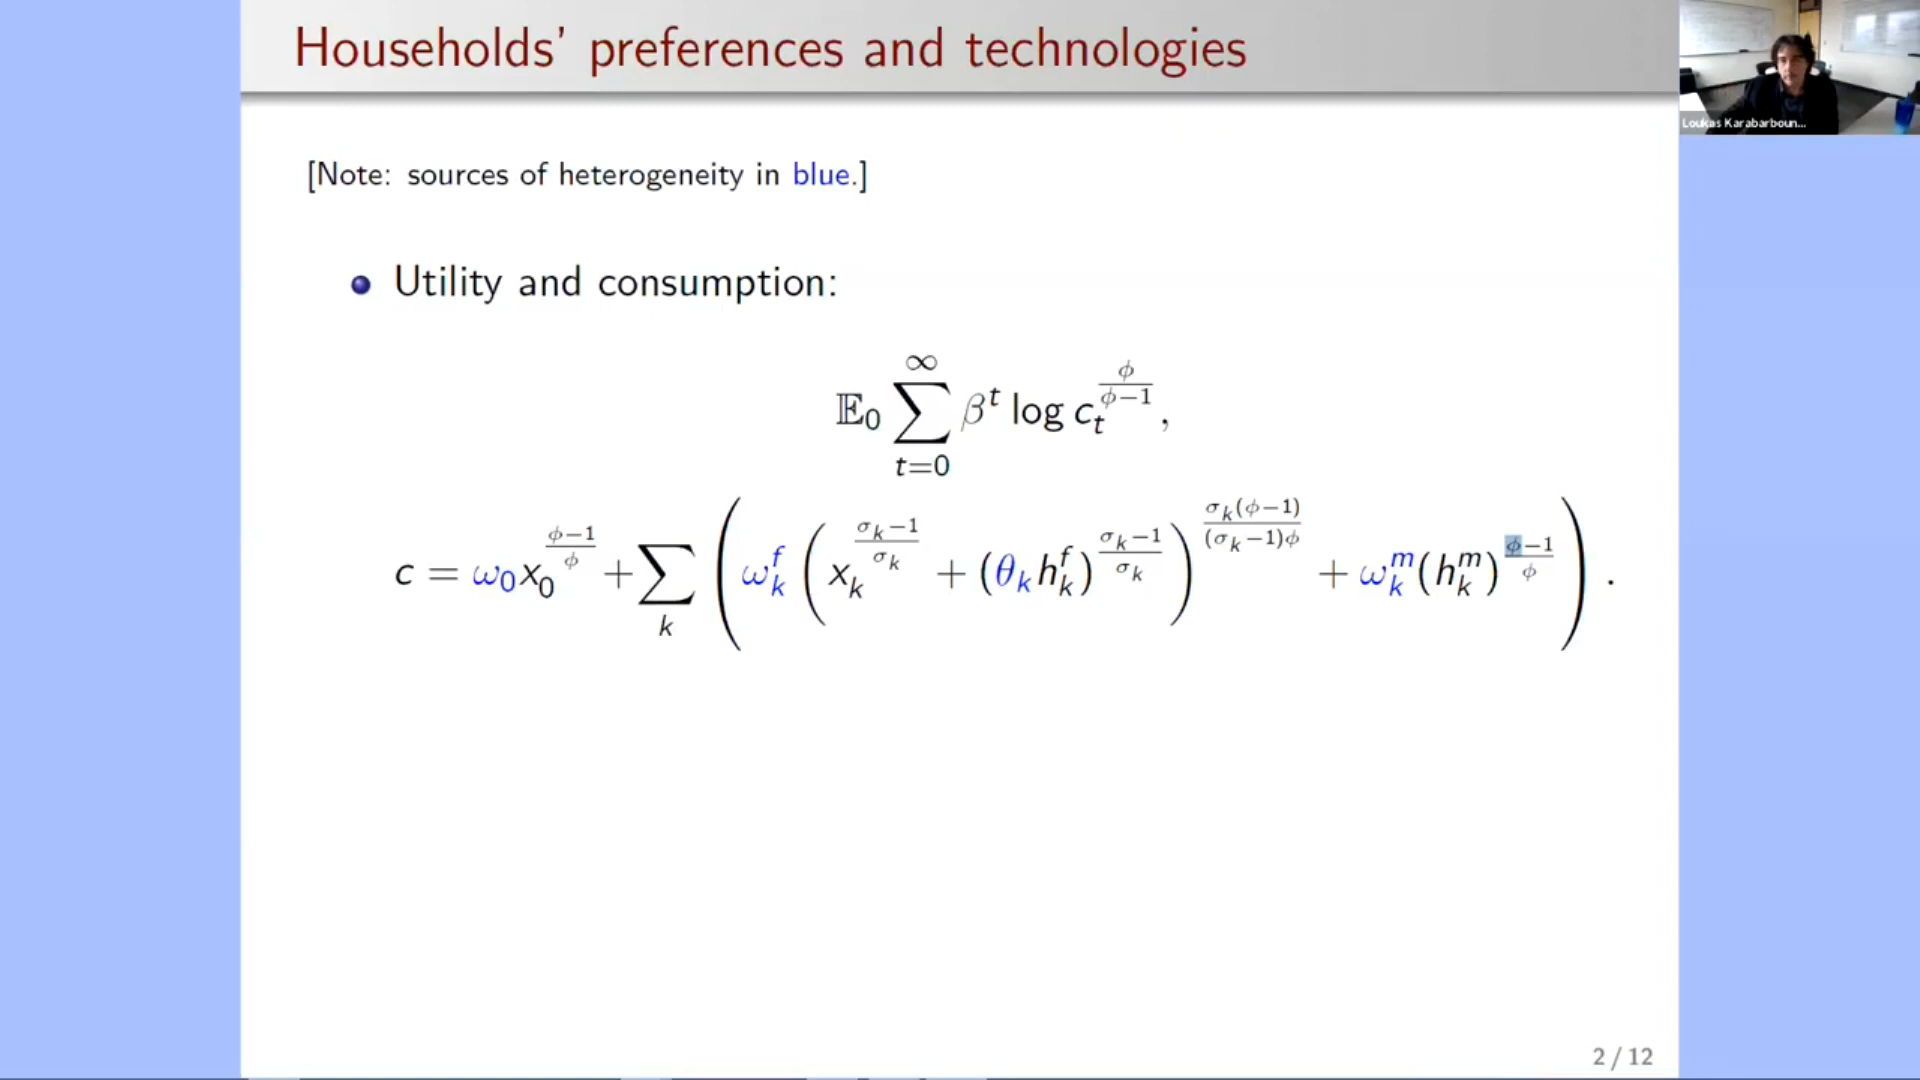 Households' preferences and technologies
Loukas Karabarboun...
[Note: sources of heterogeneity in blue.]
Utility and consumption:
𝔼₀ ∑_{t=0}^{∞} β^t log c_t^{ϕ/(ϕ−1)},
c = ω₀x₀^{(ϕ−1)/ϕ} + ∑_k ( ω_k^f ( x_k^{(σ_k−1)/σ_k} + (θ_k h_k^f)^{(σ_k−1)/σ_k} )^{σ_k(ϕ−1)/((σ_k−1)ϕ)} + ω_k^m (h_k^m)^{(ϕ−1)/ϕ} ) .
2 / 12